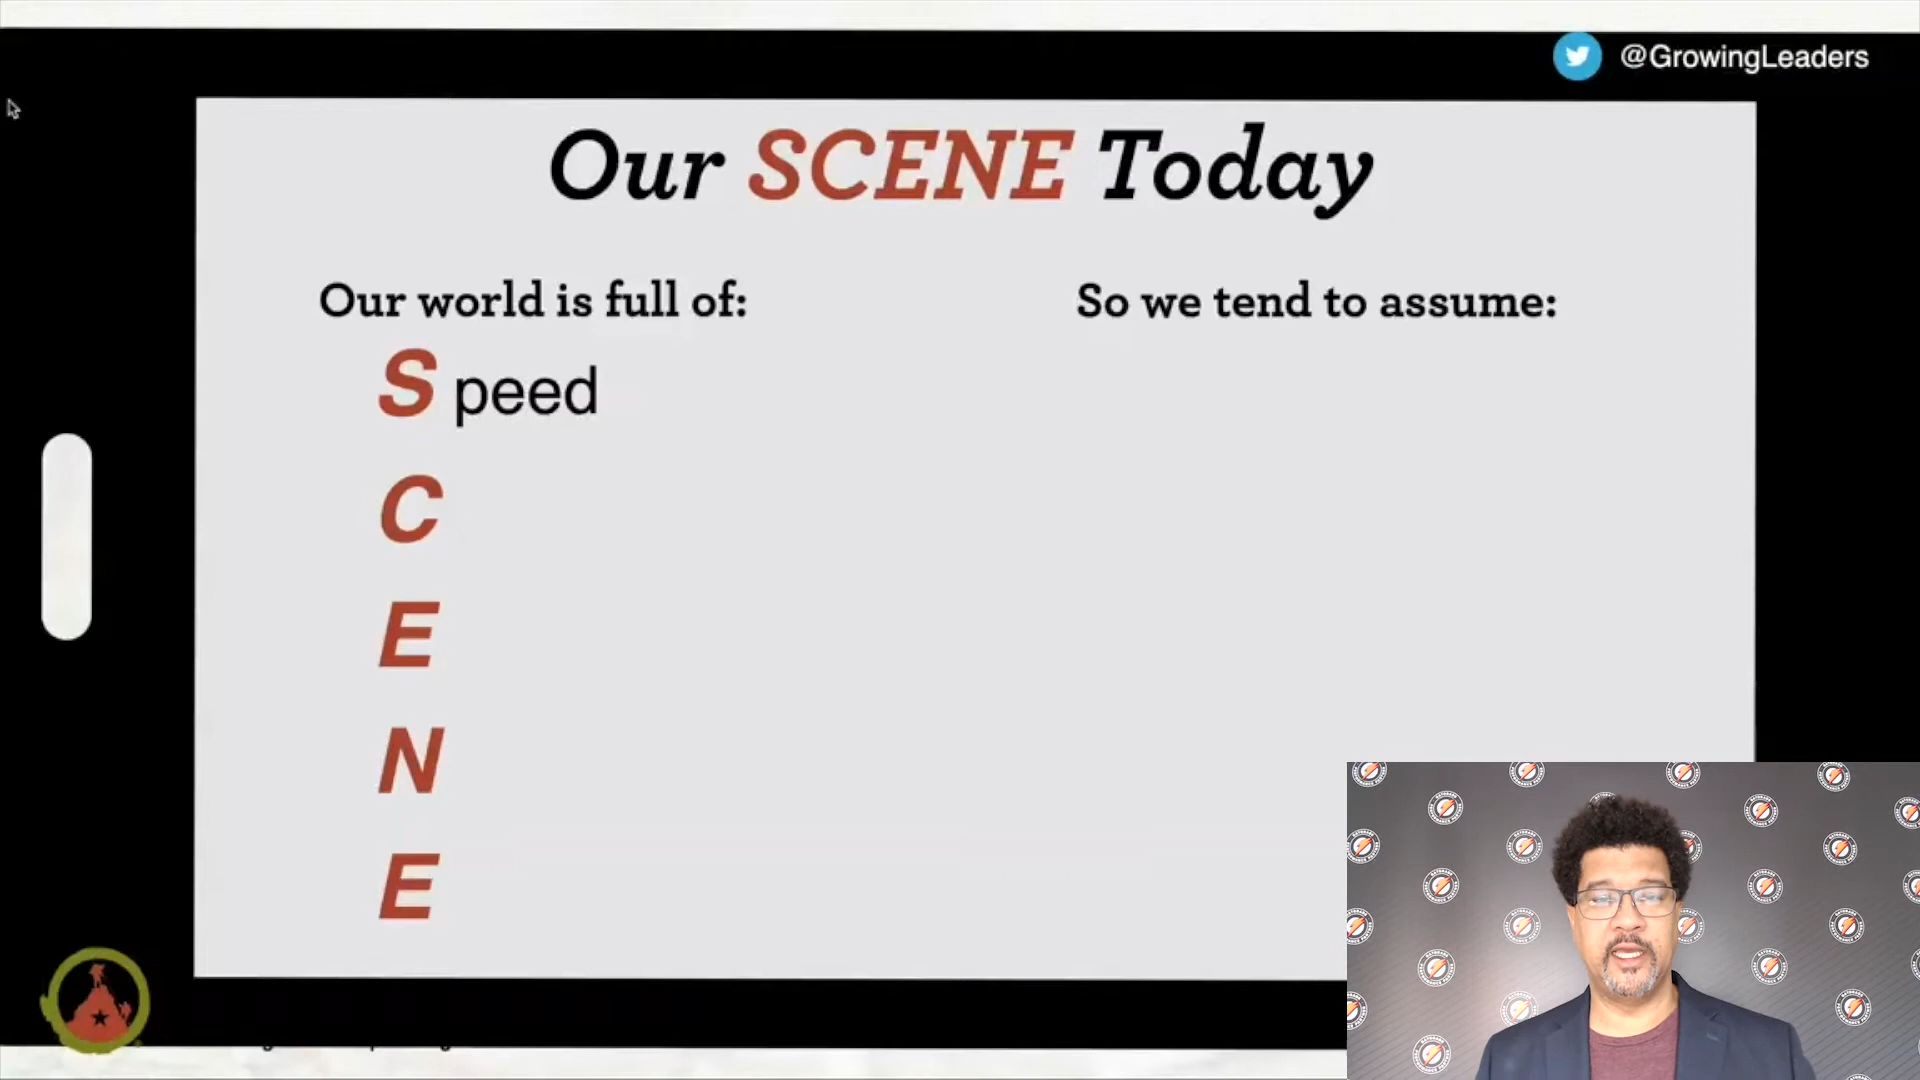 @GrowingLeaders
Our SCENE Today
Our world is full of:
So we tend to assume:
S peed
C
E
N
E